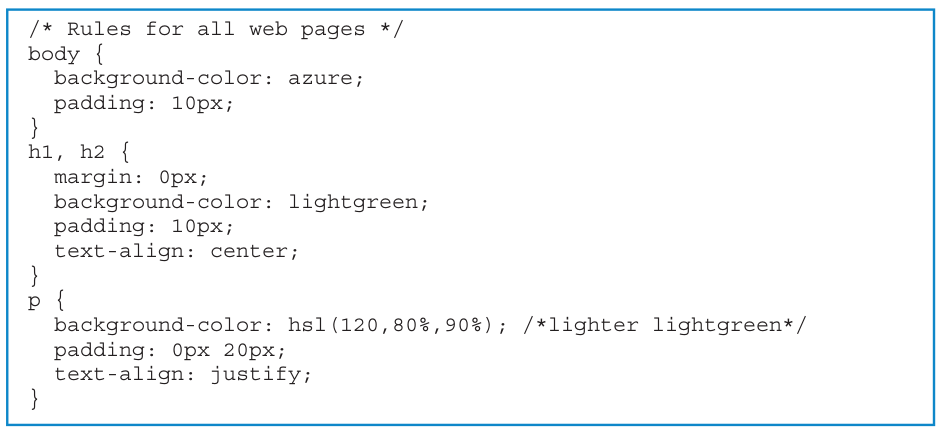 /* Rules for all web pages */
body {
  background-color: azure;
  padding: 10px;
}
h1, h2 {
  margin: 0px;
  background-color: lightgreen;
  padding: 10px;
  text-align: center;
}
p {
  background-color: hsl(120,80%,90%); /*lighter lightgreen*/
  padding: 0px 20px;
  text-align: justify;
}